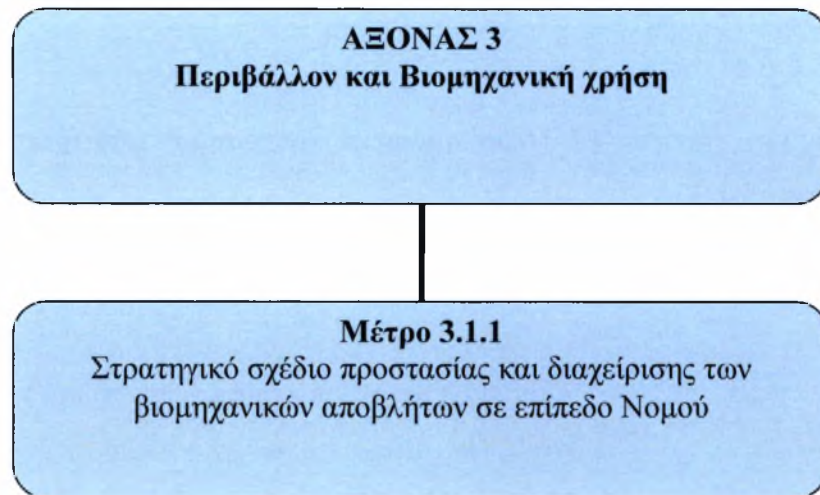 ΑΞΟΝΑΣ 3
Περιβάλλον και Βιομηχανική χρήση
Μέτρο 3.1.1
Στρατηγικό σχέδιο προστασίας και διαχείρισης των
βιομηχανικών αποβλήτων σε επίπεδο Νομού